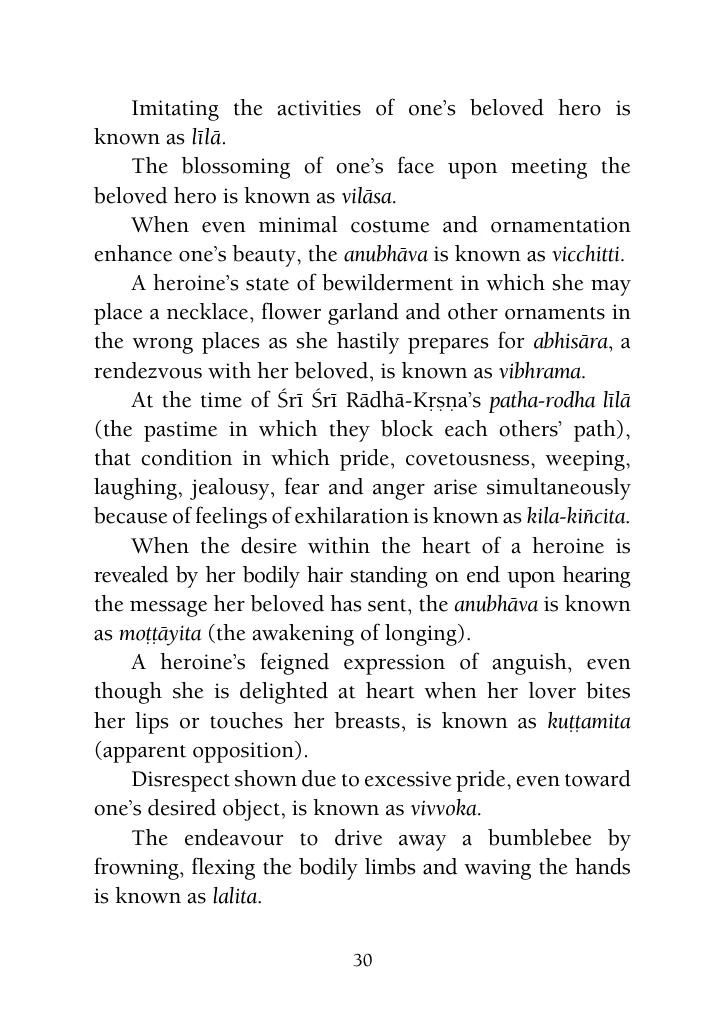 Imitating the activities of one’s beloved hero is
known as līlā.
The blossoming of one’s face upon meeting the
beloved hero is known as vilāsa.
When even minimal costume and ornamentation
enhance one’s beauty, the anubhāva is known as vicchitti.
A heroine’s state of bewilderment in which she may
place a necklace, flower garland and other ornaments in
the wrong places as she hastily prepares for abhisāra, a
rendezvous with her beloved, is known as vibhrama.
At the time of Śrī Śrī Rādhā-Kṛṣṇa’s patha-rodha līlā
(the pastime in which they block each others’ path),
that condition in which pride, covetousness, weeping,
laughing, jealousy, fear and anger arise simultaneously
because of feelings of exhilaration is known as kila-kiñcita.
When the desire within the heart of a heroine is
revealed by her bodily hair standing on end upon hearing
the message her beloved has sent, the anubhāva is known
as moṭṭāyita (the awakening of longing).
A heroine’s feigned expression of anguish, even
though she is delighted at heart when her lover bites
her lips or touches her breasts, is known as kuṭṭamita
(apparent opposition).
Disrespect shown due to excessive pride, even toward
one’s desired object, is known as vivvoka.
The endeavour to drive away a bumblebee by
frowning, flexing the bodily limbs and waving the hands
is known as lalita.
30